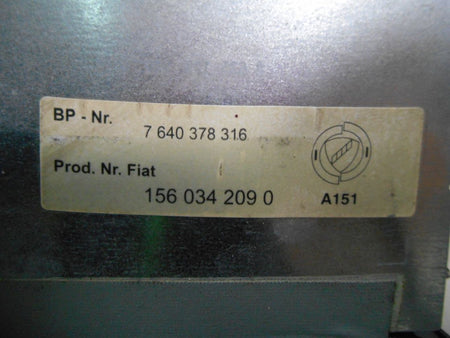 BP - Nr.
7 640 378 316
Prod. Nr. Fiat
156 034 209 0
A151